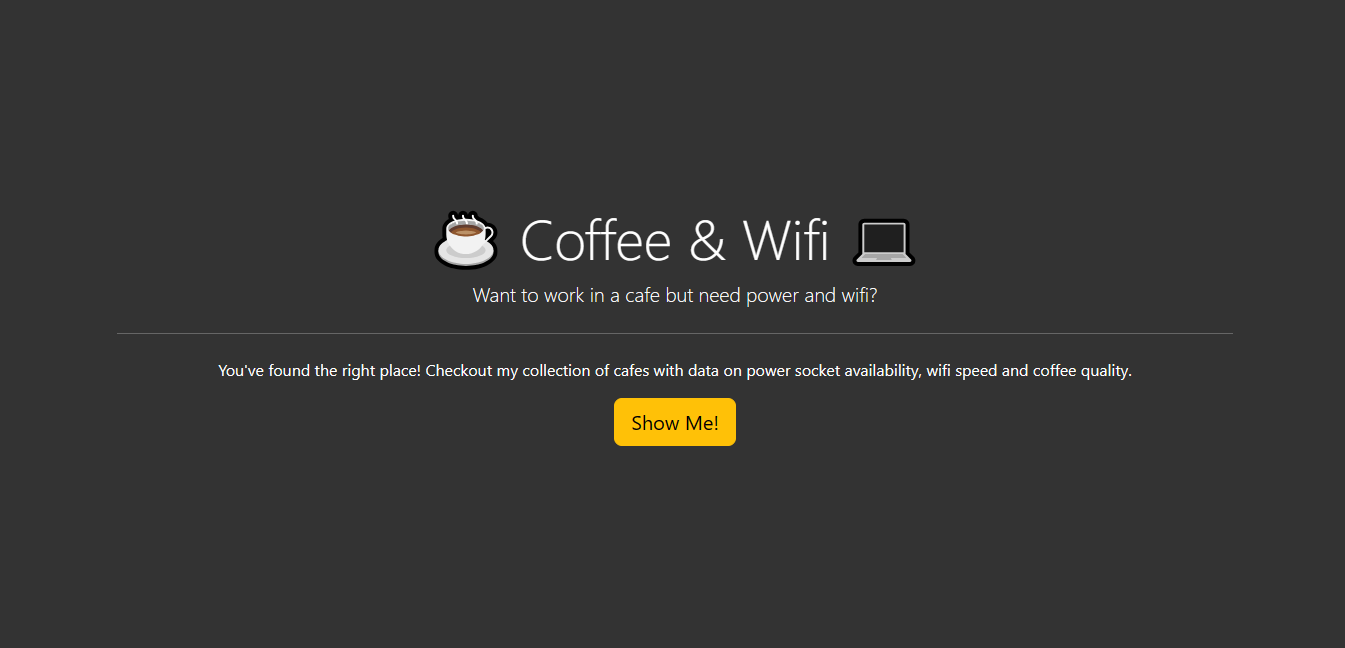 Coffee & Wifi
Want to work in a cafe but need power and wifi?
You've found the right place! Checkout my collection of cafes with data on power socket availability, wifi speed and coffee quality.
Show Me!